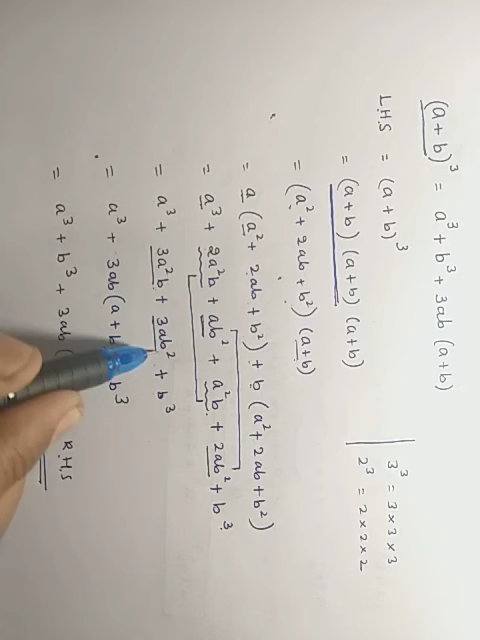 (a+b)³ = a³ + b³ + 3ab (a+b)
L.H.S = (a+b)³
= (a+b) (a+b) (a+b)
= (a² + 2ab + b²) (a+b)
= a (a² + 2ab + b²) + b (a² + 2ab + b²)
= a³ + 2a²b + ab² + a²b + 2ab² + b³
= a³ + 3a²b + 3ab² + b³
= a³ + 3ab (a + b³
= a³ + b³ + 3ab ( R.H.S
3³ = 3 × 3 × 3
2³ = 2 × 2 × 2